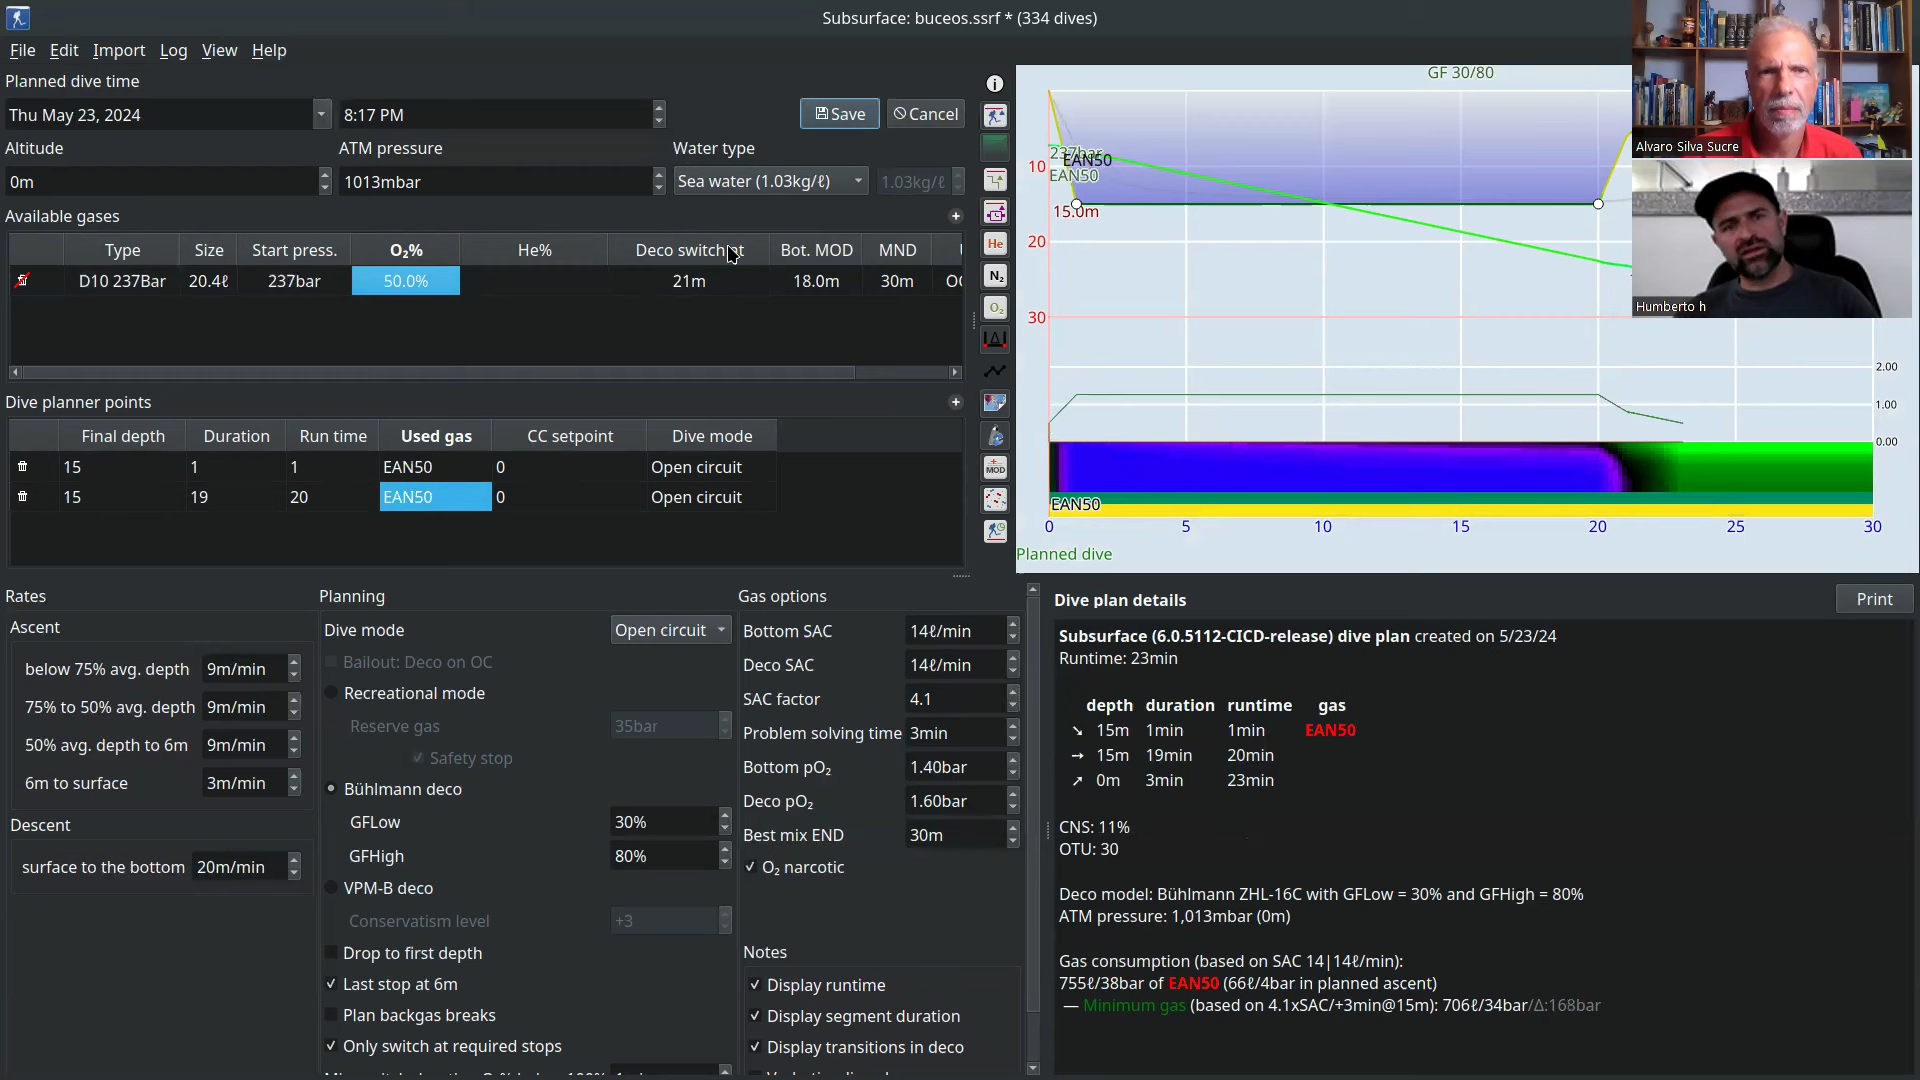 Subsurface: buceos.ssrf * (334 dives)
File Edit Import Log View Help
Planned dive time
Thu May 23, 2024 8:17 PM Save Cancel
Altitude ATM pressure Water type
0m 1013mbar Sea water (1.03kg/ℓ) 1.03kg/ℓ
Available gases
Type Size Start press. O₂% He% Deco switch at Bot. MOD MND
D10 237Bar 20.4ℓ 237bar 50.0% 21m 18.0m 30m
Dive planner points
Final depth Duration Run time Used gas CC setpoint Dive mode
15 1 1 EAN50 0 Open circuit
15 19 20 EAN50 0 Open circuit
He
N₂
O₂
MOD
GF 30/80
237bar
EAN50
EAN50
10
15.0m
20
30
2.00
1.00
0.00
EAN50
0 5 10 15 20 25 30
Planned dive
Alvaro Silva Sucre
Humberto h
Rates
Ascent
below 75% avg. depth 9m/min
75% to 50% avg. depth 9m/min
50% avg. depth to 6m 9m/min
6m to surface 3m/min
Descent
surface to the bottom 20m/min
Planning
Dive mode Open circuit
Bailout: Deco on OC
Recreational mode
Reserve gas 35bar
Safety stop
Bühlmann deco
GFLow 30%
GFHigh 80%
VPM-B deco
Conservatism level +3
Drop to first depth
Last stop at 6m
Plan backgas breaks
Only switch at required stops
Gas options
Bottom SAC 14ℓ/min
Deco SAC 14ℓ/min
SAC factor 4.1
Problem solving time 3min
Bottom pO₂ 1.40bar
Deco pO₂ 1.60bar
Best mix END 30m
O₂ narcotic
Notes
Display runtime
Display segment duration
Display transitions in deco
Dive plan details Print
Subsurface (6.0.5112-CICD-release) dive plan created on 5/23/24
Runtime: 23min
depth duration runtime gas
➘ 15m 1min 1min EAN50
➙ 15m 19min 20min
➚ 0m 3min 23min
CNS: 11%
OTU: 30
Deco model: Bühlmann ZHL-16C with GFLow = 30% and GFHigh = 80%
ATM pressure: 1,013mbar (0m)
Gas consumption (based on SAC 14|14ℓ/min):
755ℓ/38bar of EAN50 (66ℓ/4bar in planned ascent)
— Minimum gas (based on 4.1xSAC/+3min@15m): 706ℓ/34bar/Δ:168bar